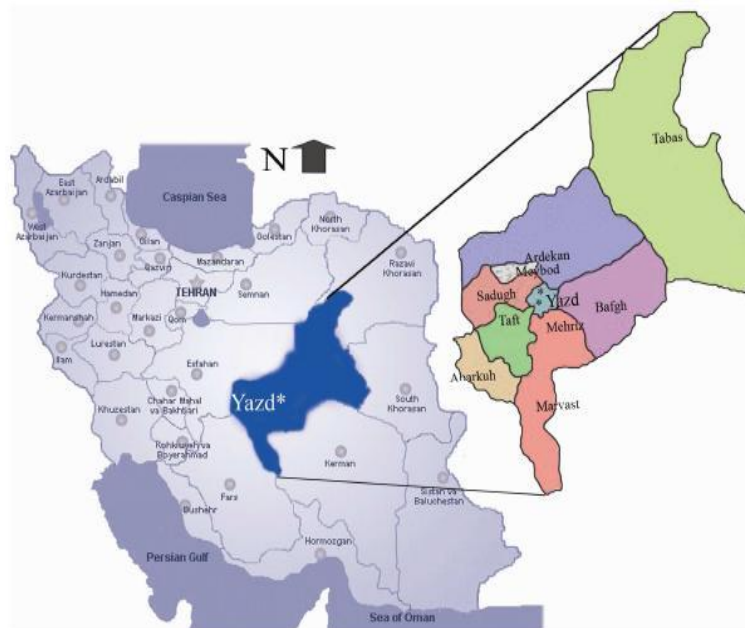 N
Caspian Sea
East
Azarbaijan
Ardabil
West
Azarbaijan
Gilan
Zanjan
Qazvin
Mazandaran
Golestan
North
Khorasan
Razavi
Khorasan
Kurdestan
TEHRAN
Semnan
Hamedan
Markazi
Qom
Kermanshah
Ilam
Lurestan
Esfahan
Yazd*
Chahar Mahal
va Bakhtiari
South
Khorasan
Khuzestan
Kohkiluyeh va
Boyerahmad
Kerman
Fars
Sistan va
Baluchestan
Bushehr
Hormozgan
Persian Gulf
Sea of Oman
Tabas
Ardekan
Meybod
Sadugh
* Yazd
Bafgh
Taft
Mehriz
Abarkuh
Marvast